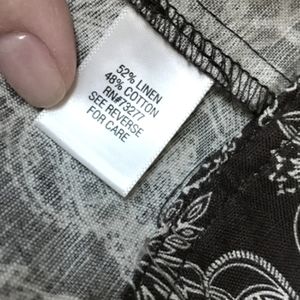 52% LINEN
48% COTTON
RN#73277
SEE REVERSE
FOR CARE